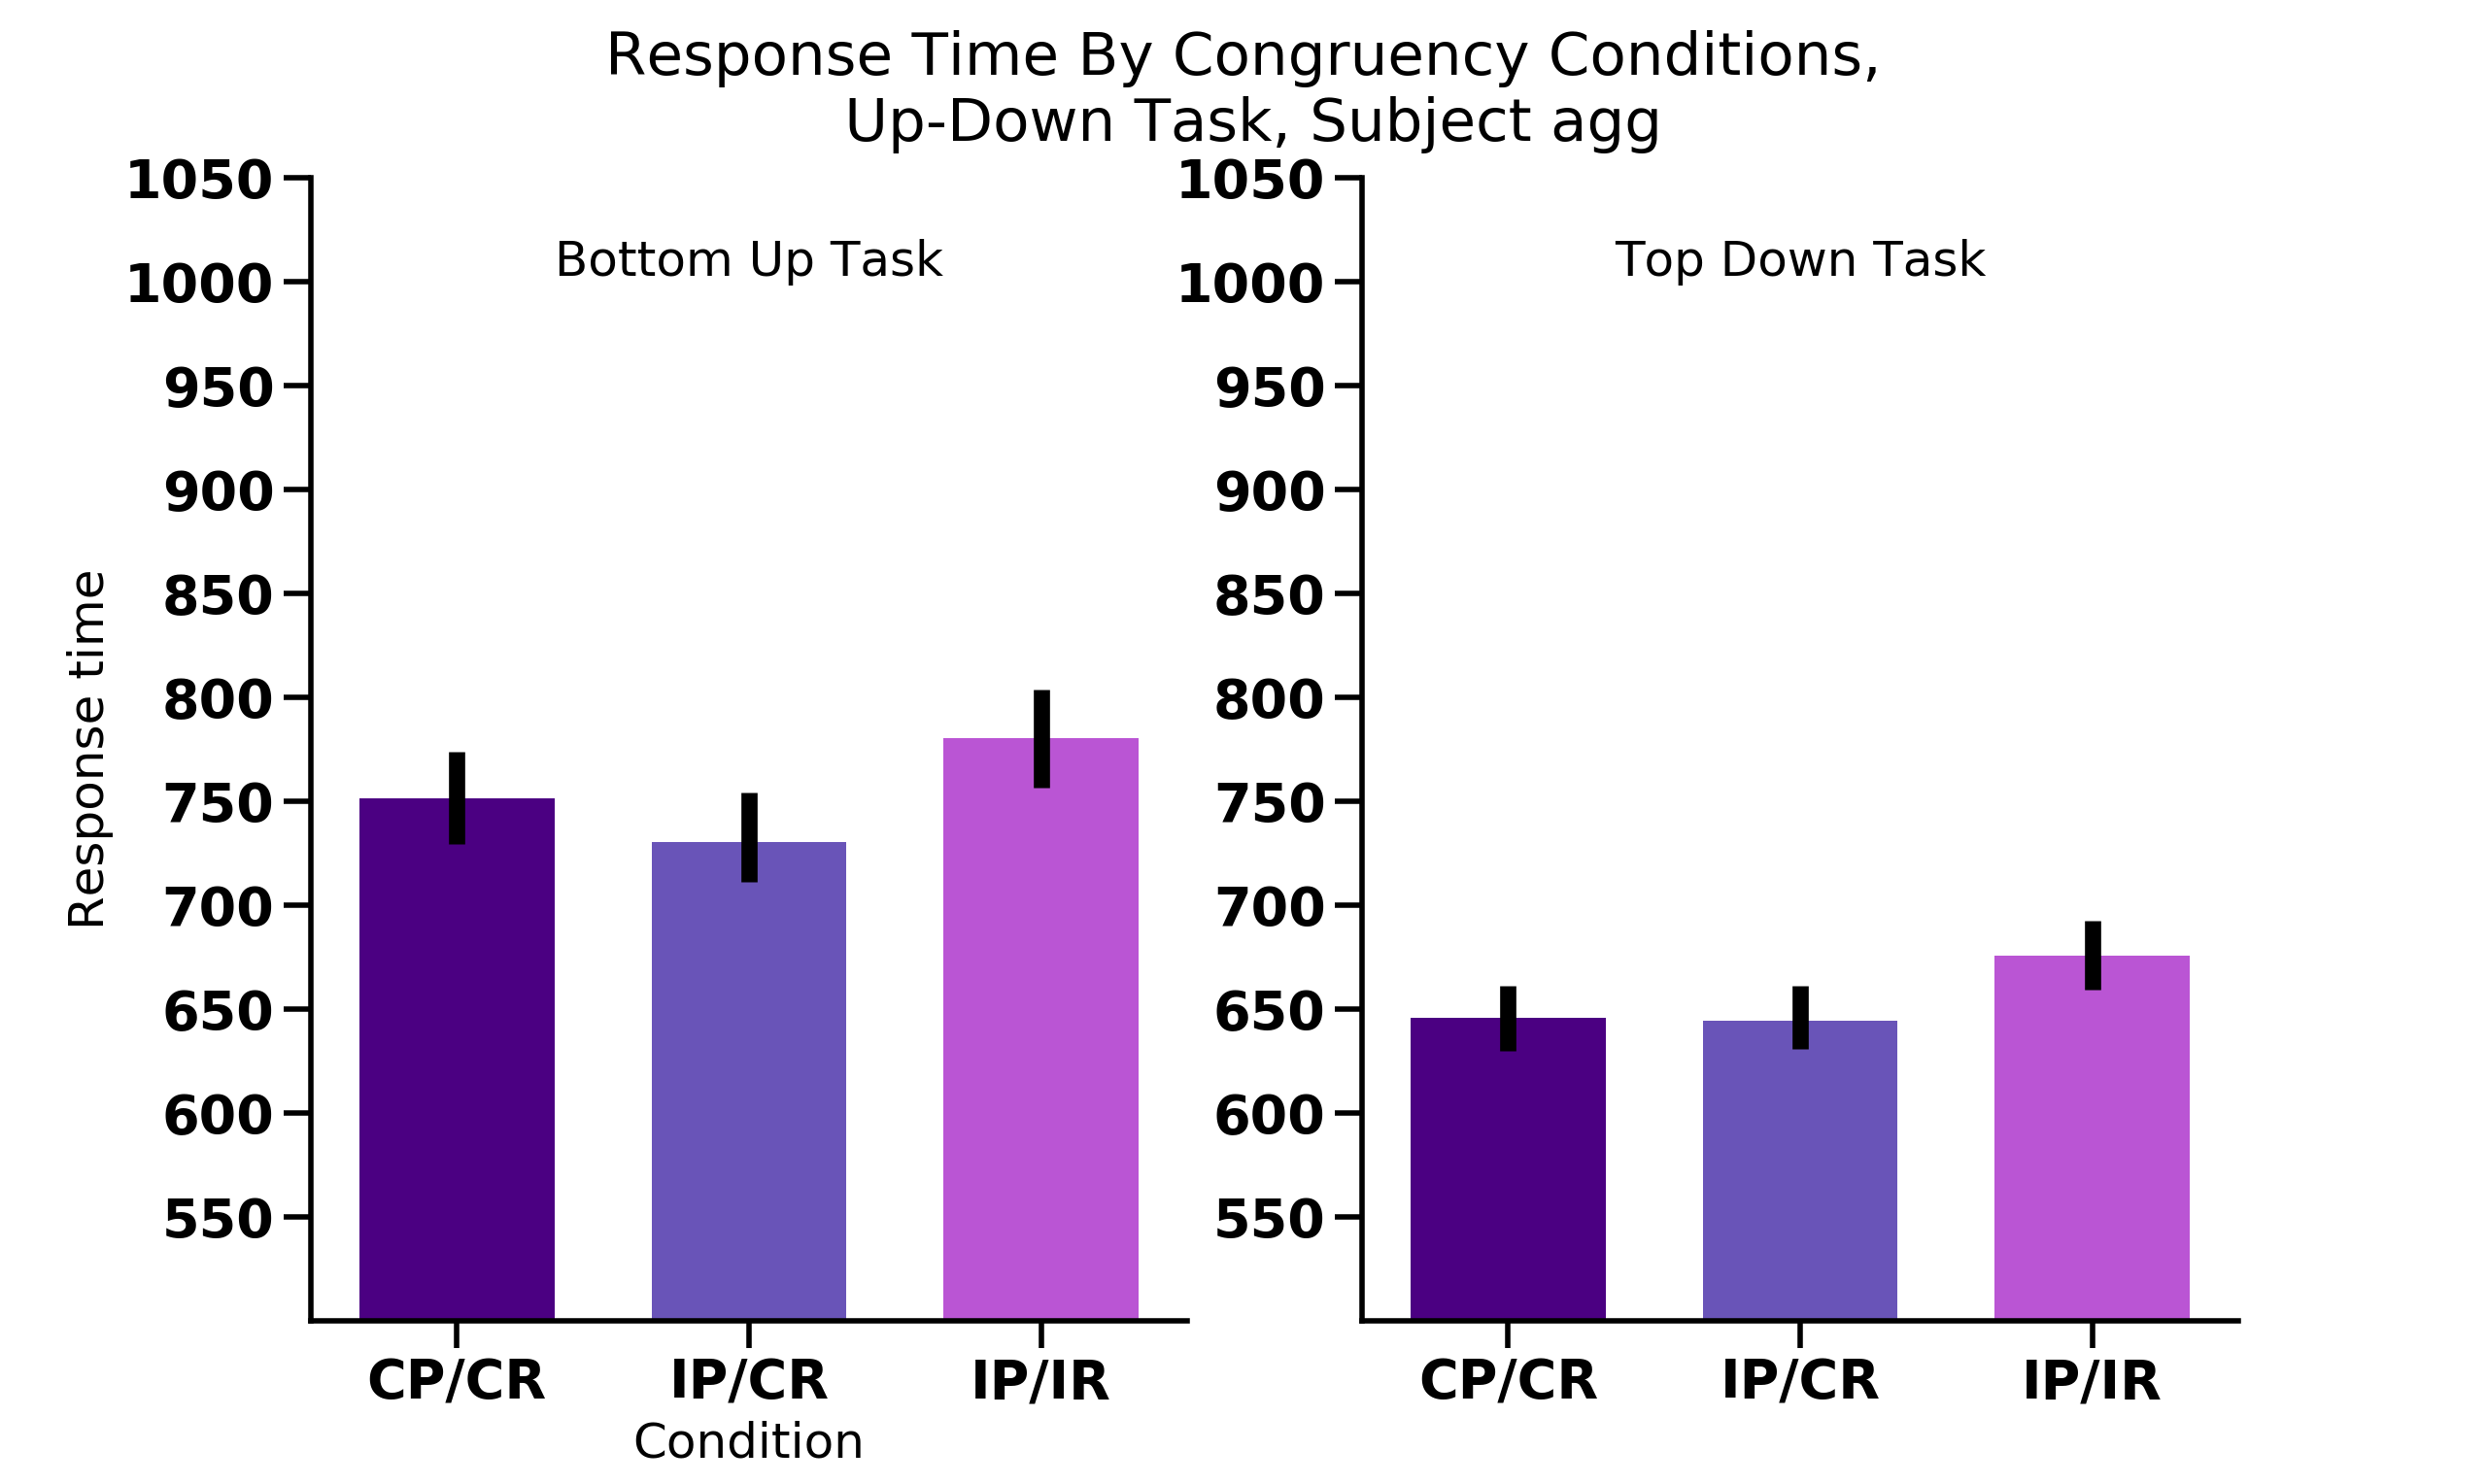 Response Time By Congruency Conditions,
Up-Down Task, Subject agg
Bottom Up Task
1050
1000
950
900
850
800
750
700
650
600
550
Response time
CP/CR IP/CR IP/IR
Condition
Top Down Task
1050
1000
950
900
850
800
750
700
650
600
550
CP/CR IP/CR IP/IR